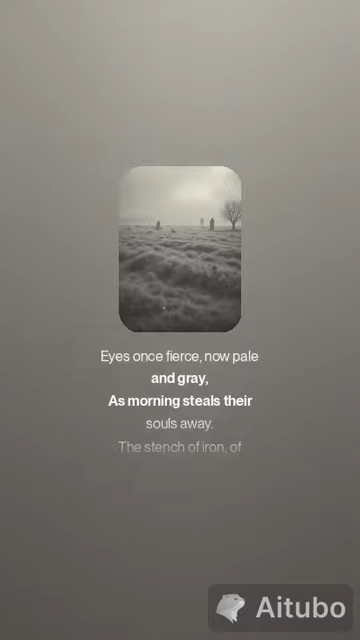 Eyes once fierce, now pale
and gray,
As morning steals their
souls away.
The stench of iron, of
Aitubo